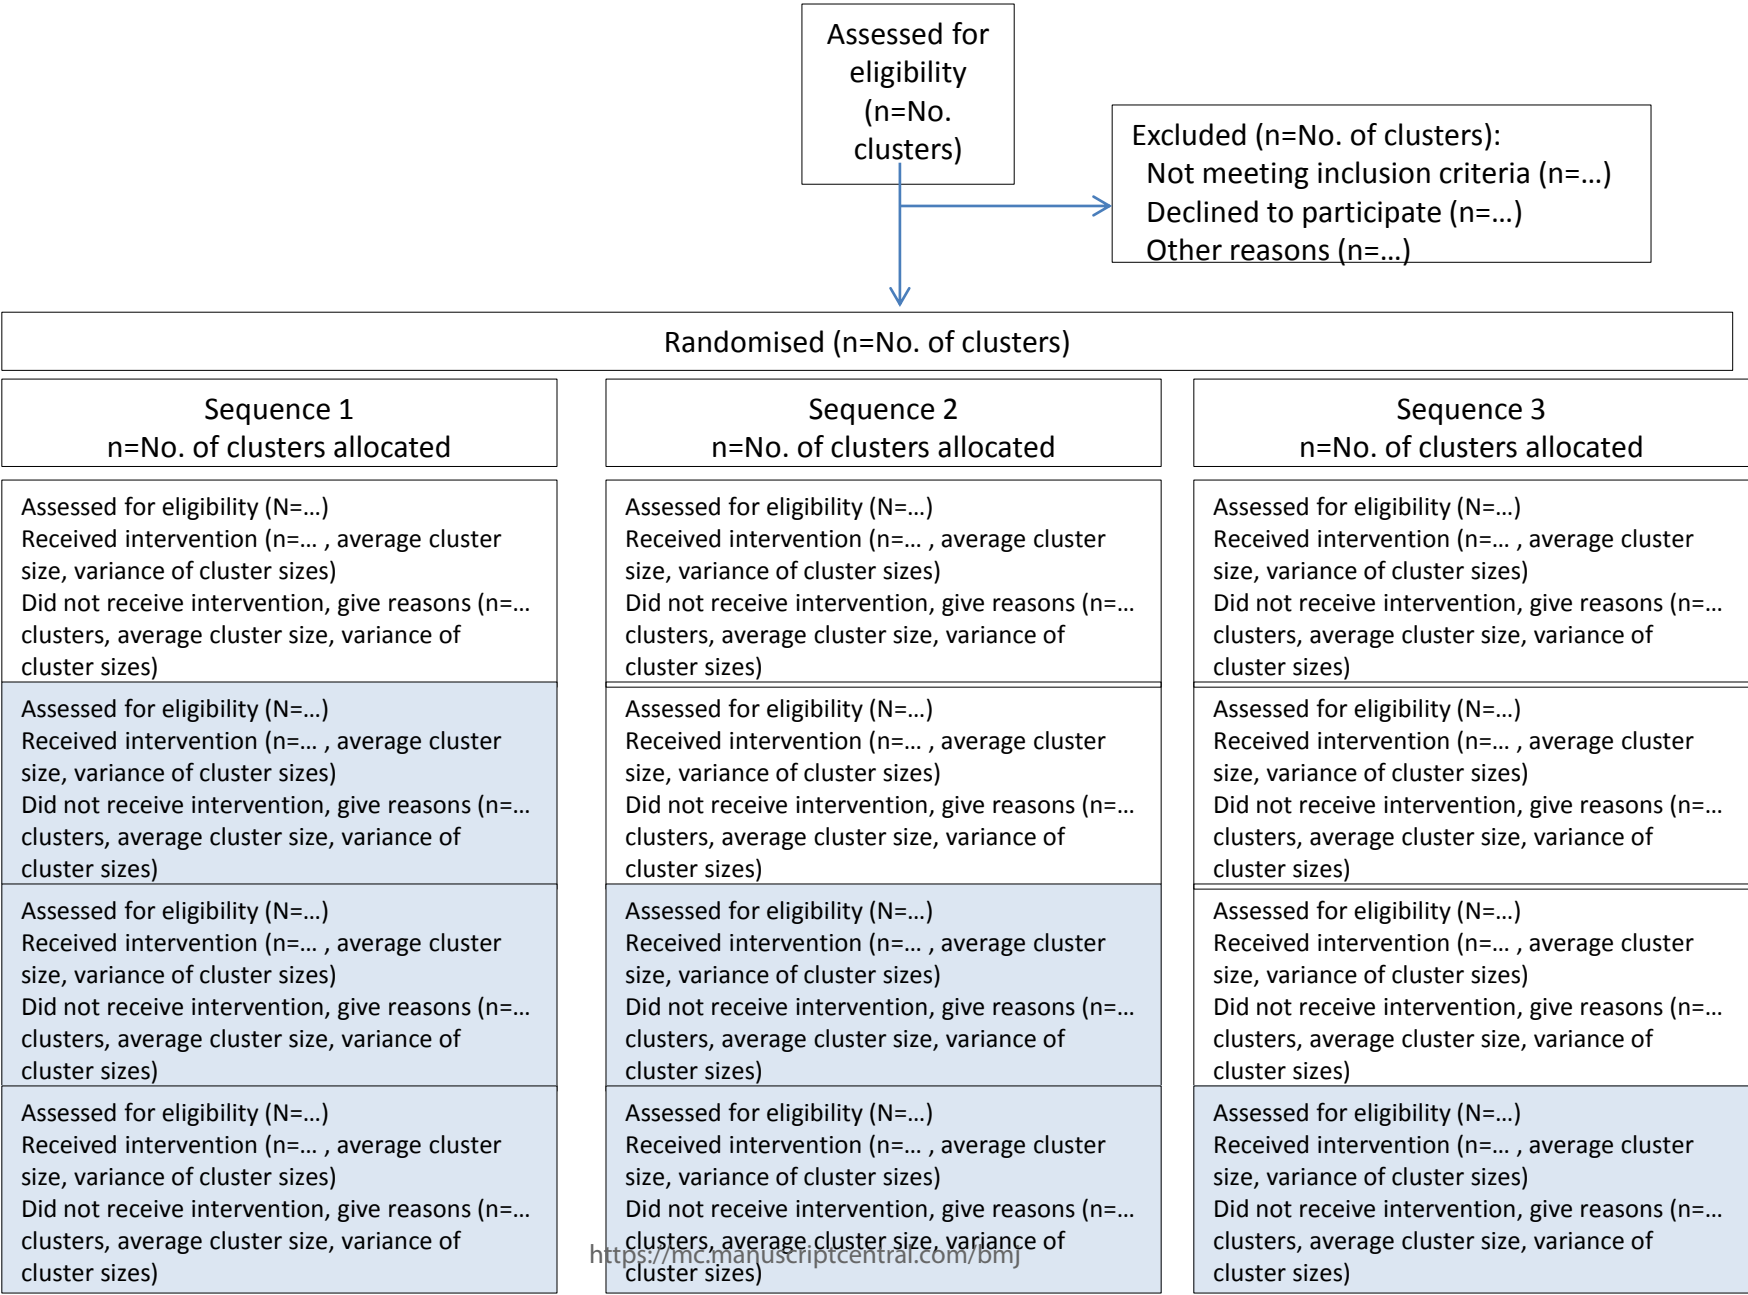 Assessed for
eligibility
(n=No.
clusters)
Excluded (n=No. of clusters):
Not meeting inclusion criteria (n=...)
Declined to participate (n=...)
Other reasons (n=...)
Randomised (n=No. of clusters)
Sequence 1
n=No. of clusters allocated
Sequence 2
n=No. of clusters allocated
Sequence 3
n=No. of clusters allocated
Assessed for eligibility (N=...)
Received intervention (n=... , average cluster
size, variance of cluster sizes)
Did not receive intervention, give reasons (n=...
clusters, average cluster size, variance of
cluster sizes)
Assessed for eligibility (N=...)
Received intervention (n=... , average cluster
size, variance of cluster sizes)
Did not receive intervention, give reasons (n=...
clusters, average cluster size, variance of
cluster sizes)
Assessed for eligibility (N=...)
Received intervention (n=... , average cluster
size, variance of cluster sizes)
Did not receive intervention, give reasons (n=...
clusters, average cluster size, variance of
cluster sizes)
Assessed for eligibility (N=...)
Received intervention (n=... , average cluster
size, variance of cluster sizes)
Did not receive intervention, give reasons (n=...
clusters, average cluster size, variance of
cluster sizes)
Assessed for eligibility (N=...)
Received intervention (n=... , average cluster
size, variance of cluster sizes)
Did not receive intervention, give reasons (n=...
clusters, average cluster size, variance of
cluster sizes)
Assessed for eligibility (N=...)
Received intervention (n=... , average cluster
size, variance of cluster sizes)
Did not receive intervention, give reasons (n=...
clusters, average cluster size, variance of
cluster sizes)
Assessed for eligibility (N=...)
Received intervention (n=... , average cluster
size, variance of cluster sizes)
Did not receive intervention, give reasons (n=...
clusters, average cluster size, variance of
cluster sizes)
Assessed for eligibility (N=...)
Received intervention (n=... , average cluster
size, variance of cluster sizes)
Did not receive intervention, give reasons (n=...
clusters, average cluster size, variance of
cluster sizes)
Assessed for eligibility (N=...)
Received intervention (n=... , average cluster
size, variance of cluster sizes)
Did not receive intervention, give reasons (n=...
clusters, average cluster size, variance of
cluster sizes)
Assessed for eligibility (N=...)
Received intervention (n=... , average cluster
size, variance of cluster sizes)
Did not receive intervention, give reasons (n=...
clusters, average cluster size, variance of
cluster sizes)
Assessed for eligibility (N=...)
Received intervention (n=... , average cluster
size, variance of cluster sizes)
Did not receive intervention, give reasons (n=...
clusters, average cluster size, variance of
cluster sizes)
Assessed for eligibility (N=...)
Received intervention (n=... , average cluster
size, variance of cluster sizes)
Did not receive intervention, give reasons (n=...
clusters, average cluster size, variance of
cluster sizes)
https://mc.manuscriptcentral.com/bmj